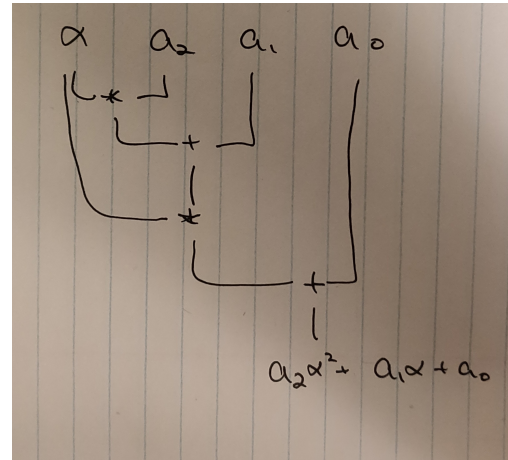 α a₂ a₁ a₀
*
+
*
+
a₂α² + a₁α + a₀